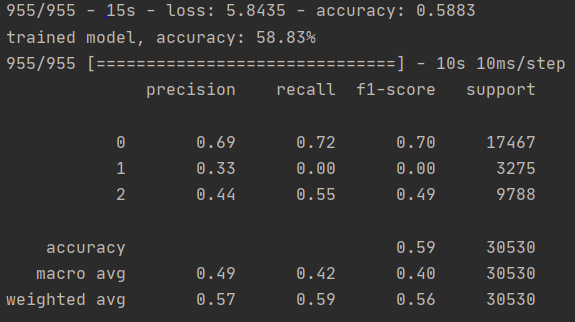 955/955 - 15s - loss: 5.8435 - accuracy: 0.5883
trained model, accuracy: 58.83%
955/955 [==============================] - 10s 10ms/step
precision recall f1-score support
0 0.69 0.72 0.70 17467
1 0.33 0.00 0.00 3275
2 0.44 0.55 0.49 9788
accuracy 0.59 30530
macro avg 0.49 0.42 0.40 30530
weighted avg 0.57 0.59 0.56 30530